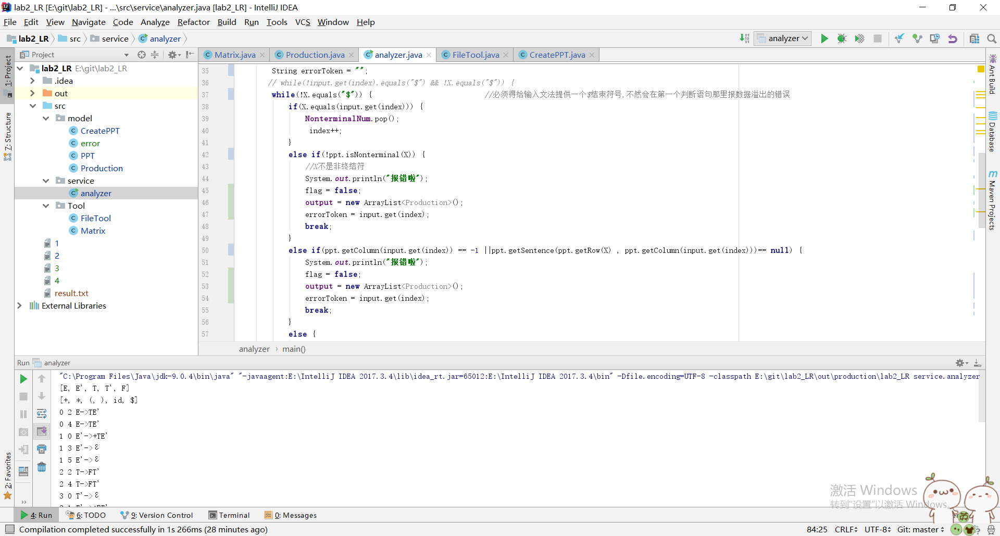 lab2_LR [E:\git\lab2_LR] - ...\src\service\analyzer.java [lab2_LR] - IntelliJ IDEA
File Edit View Navigate Code Analyze Refactor Build Run Tools VCS Window Help
lab2_LR src service analyzer
analyzer
Project
Matrix.java Production.java analyzer.java FileTool.java CreatePPT.java
1: Project
7: Structure
2: Favorites
lab2_LR E:\git\lab2_LR
.idea
out
src
model
CreatePPT
error
PPT
Production
service
analyzer
Tool
FileTool
Matrix
1
2
3
4
result.txt
External Libraries
35 String errorToken = "";
36 // while(!input.get(index).equals("$") && !X.equals("$")) {
37 while(!X.equals("$")) { //必须得给输入文法提供一个$结束符号,不然会在第一个判断语句那里报数据溢出的错误
38 if(X.equals(input.get(index))) {
39 NonterminalNum.pop();
40 index++;
41 }
42 else if(!ppt.isNonterminal(X)) {
43 //X不是非终结符
44 System.out.println("报错啦");
45 flag = false;
46 output = new ArrayList<Production>();
47 errorToken = input.get(index);
48 break;
49 }
50 else if(ppt.getColumn(input.get(index)) == -1 ||ppt.getSentence(ppt.getRow(X) , ppt.getColumn(input.get(index)))== null) {
51 System.out.println("报错啦");
52 flag = false;
53 output = new ArrayList<Production>();
54 errorToken = input.get(index);
55 break;
56 }
57 else {
analyzer › main()
Ant Build
Database
Maven Projects
Run analyzer
"C:\Program Files\Java\jdk-9.0.4\bin\java" "-javaagent:E:\IntelliJ IDEA 2017.3.4\lib\idea_rt.jar=65012:E:\IntelliJ IDEA 2017.3.4\bin" -Dfile.encoding=UTF-8 -classpath E:\git\lab2_LR\out\production\lab2_LR service.analyzer
[E, E', T, T', F]
[+, *, (, ), id, $]
0 2 E->TE'
0 4 E->TE'
1 0 E'->+TE'
1 3 E'->ε
1 5 E'->ε
2 2 T->FT'
2 4 T->FT'
3 0 T'->ε
激活 Windows
转到"设置"以激活 Windows。
4: Run 6: TODO 9: Version Control Terminal 0: Messages
Compilation completed successfully in 1s 266ms (28 minutes ago)
84:25 CRLF UTF-8 Git: master